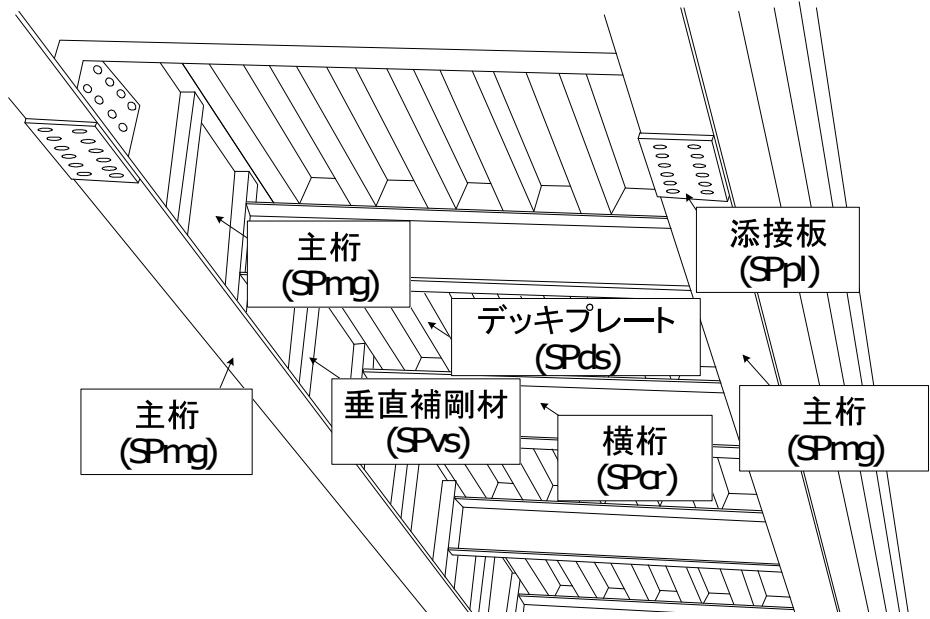 主桁
(SPmg)
添接板
(SPpl)
デッキプレート
(SPds)
主桁
(SPmg)
垂直補剛材
(SPvs)
横桁
(SPcr)
主桁
(SPmg)